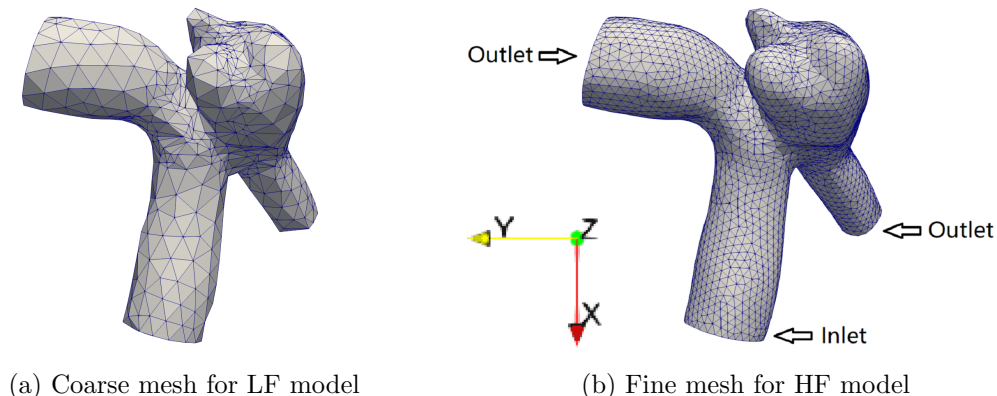 Outlet
Y
Z
Outlet
X
Inlet
(a) Coarse mesh for LF model
(b) Fine mesh for HF model